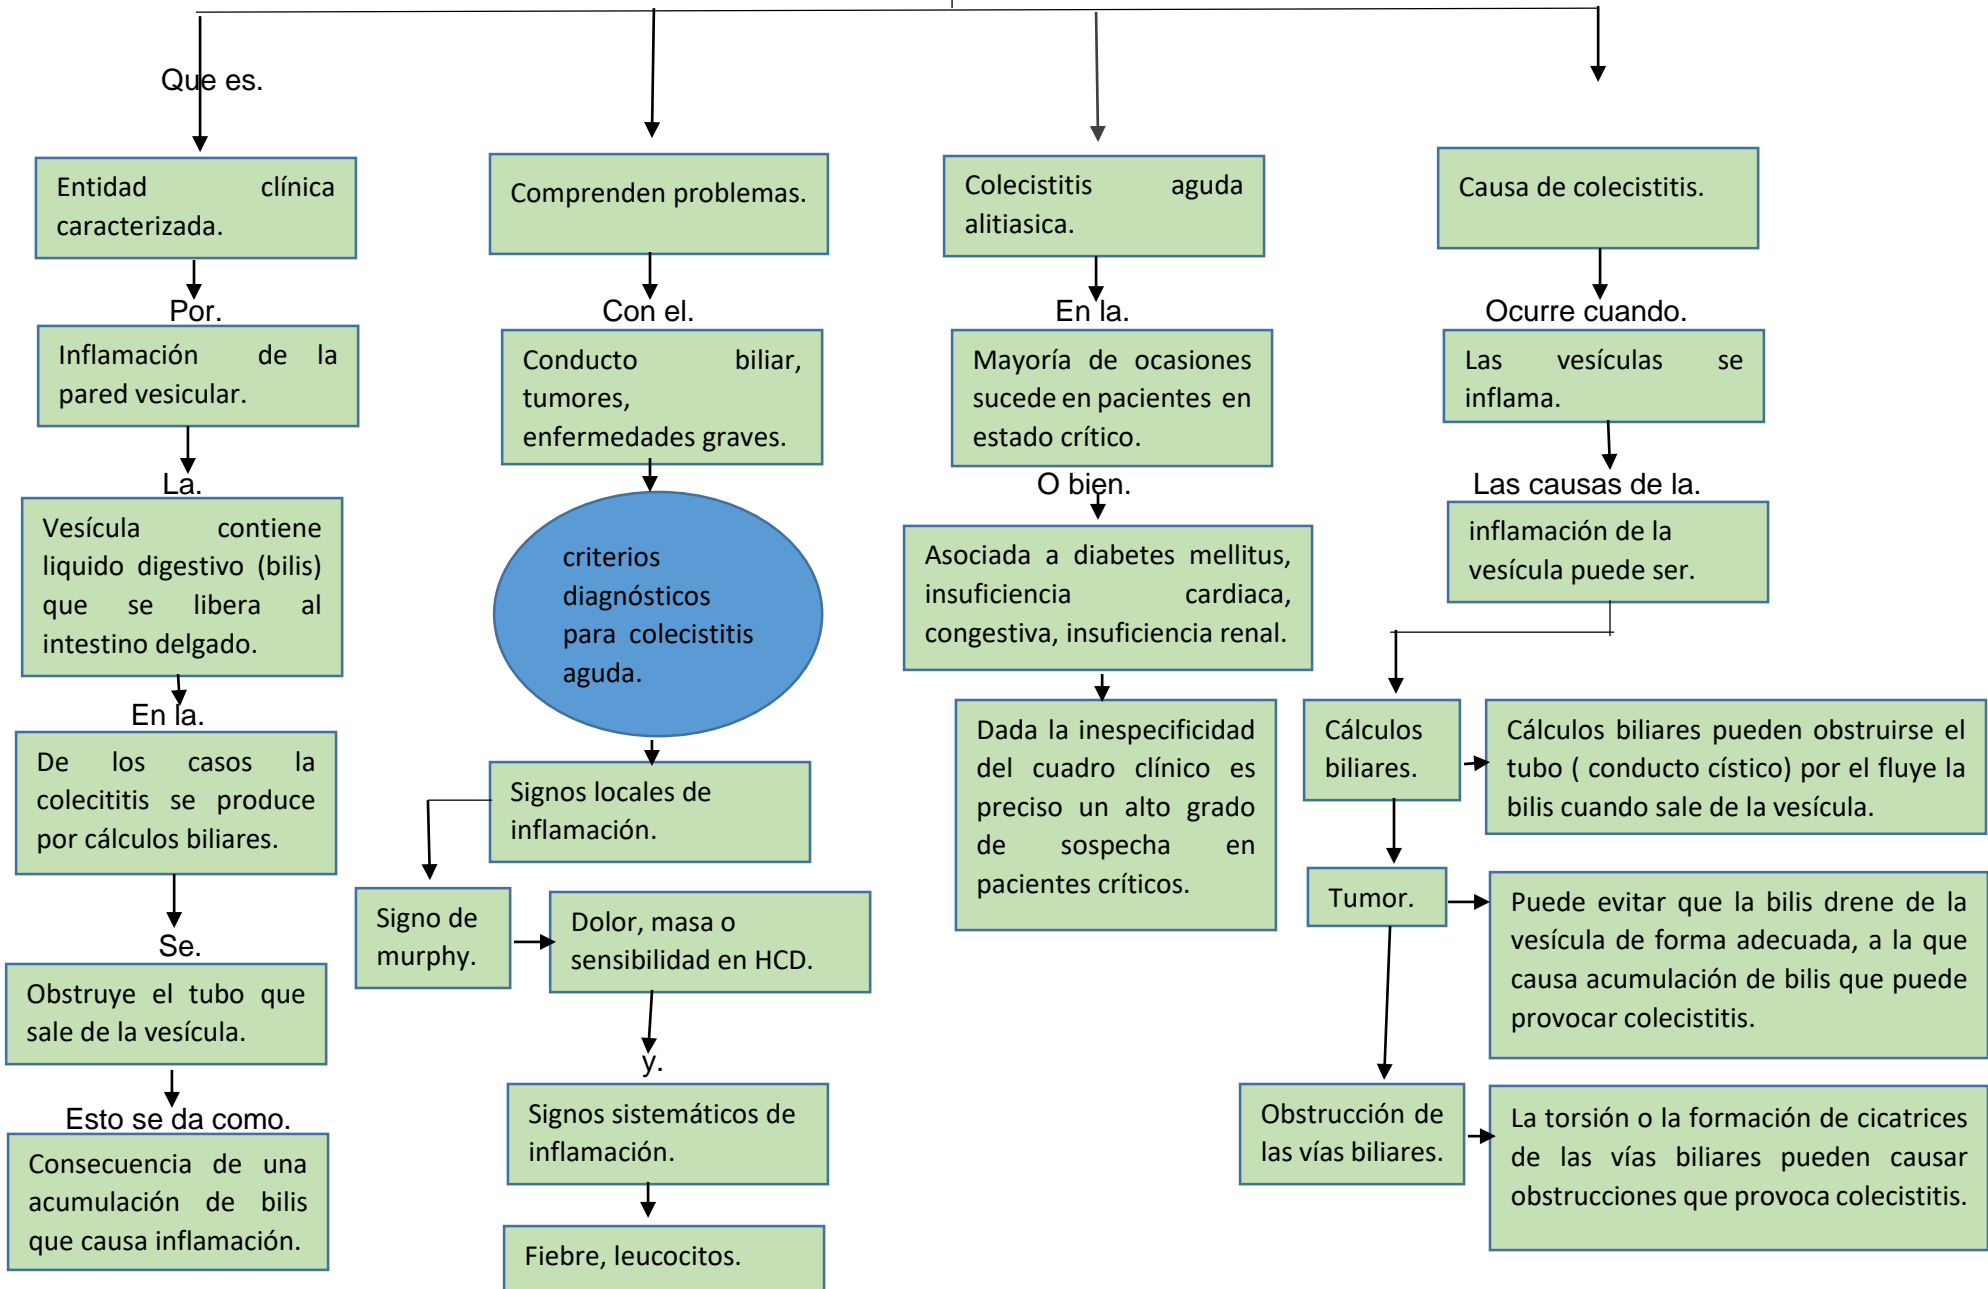 Que es.
Entidad clínica
caracterizada.
Por.
Inflamación de la
pared vesicular.
La.
Vesícula contiene
liquido digestivo (bilis)
que se libera al
intestino delgado.
En la.
De los casos la
colecititis se produce
por cálculos biliares.
Se.
Obstruye el tubo que
sale de la vesícula.
Esto se da como.
Consecuencia de una
acumulación de bilis
que causa inflamación.
Comprenden problemas.
Con el.
Conducto biliar,
tumores,
enfermedades graves.
criterios
diagnósticos
para colecistitis
aguda.
Signos locales de
inflamación.
Signo de
murphy.
Dolor, masa o
sensibilidad en HCD.
y.
Signos sistemáticos de
inflamación.
Fiebre, leucocitos.
Colecistitis aguda
alitiasica.
En la.
Mayoría de ocasiones
sucede en pacientes en
estado crítico.
O bien.
Asociada a diabetes mellitus,
insuficiencia cardiaca,
congestiva, insuficiencia renal.
Dada la inespecificidad
del cuadro clínico es
preciso un alto grado
de sospecha en
pacientes críticos.
Causa de colecistitis.
Ocurre cuando.
Las vesículas se
inflama.
Las causas de la.
inflamación de la
vesícula puede ser.
Cálculos
biliares.
Cálculos biliares pueden obstruirse el
tubo ( conducto cístico) por el fluye la
bilis cuando sale de la vesícula.
Tumor.
Puede evitar que la bilis drene de la
vesícula de forma adecuada, a la que
causa acumulación de bilis que puede
provocar colecistitis.
Obstrucción de
las vías biliares.
La torsión o la formación de cicatrices
de las vías biliares pueden causar
obstrucciones que provoca colecistitis.